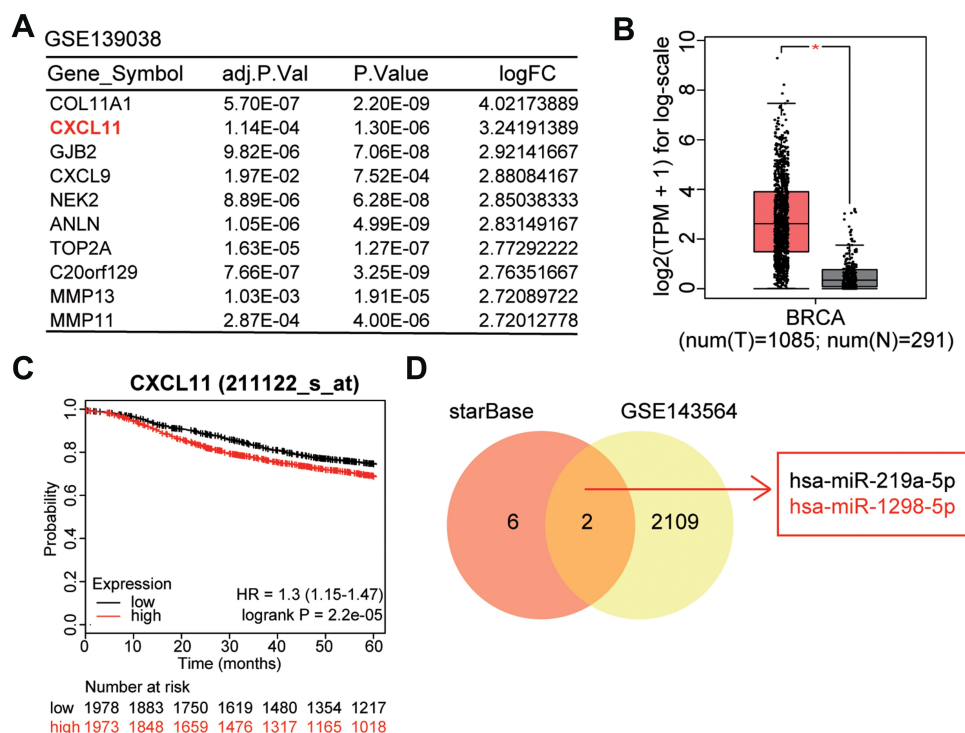 A
GSE139038
Gene_Symbol adj.P.Val P.Value logFC
COL11A1 5.70E-07 2.20E-09 4.02173889
CXCL11 1.14E-04 1.30E-06 3.24191389
GJB2 9.82E-06 7.06E-08 2.92141667
CXCL9 1.97E-02 7.52E-04 2.88084167
NEK2 8.89E-06 6.28E-08 2.85038333
ANLN 1.05E-06 4.99E-09 2.83149167
TOP2A 1.63E-05 1.27E-07 2.77292222
C20orf129 7.66E-07 3.25E-09 2.76351667
MMP13 1.03E-03 1.91E-05 2.72089722
MMP11 2.87E-04 4.00E-06 2.72012778
B
log2(TPM + 1) for log-scale
10
8
6
4
2
0
*
BRCA
(num(T)=1085; num(N)=291)
C
CXCL11 (211122_s_at)
Probability
1.0
0.8
0.6
0.4
0.2
0.0
Expression
low
high
HR = 1.3 (1.15-1.47)
logrank P = 2.2e-05
0 10 20 30 40 50 60
Time (months)
Number at risk
low 1978 1883 1750 1619 1480 1354 1217
high 1973 1848 1659 1476 1317 1165 1018
D
starBase GSE143564
6 2 2109
hsa-miR-219a-5p
hsa-miR-1298-5p